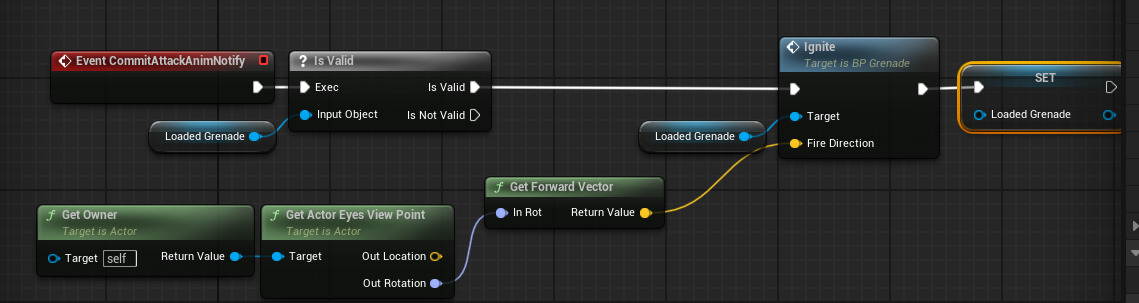 Event CommitAttackAnimNotify
? Is Valid
Exec
Is Valid
Input Object
Is Not Valid
Loaded Grenade
Ignite
Target is BP Grenade
Loaded Grenade
Target
Fire Direction
SET
Loaded Grenade
f Get Forward Vector
In Rot
Return Value
f Get Owner
Target is Actor
Target self
Return Value
f Get Actor Eyes View Point
Target is Actor
Target
Out Location
Out Rotation